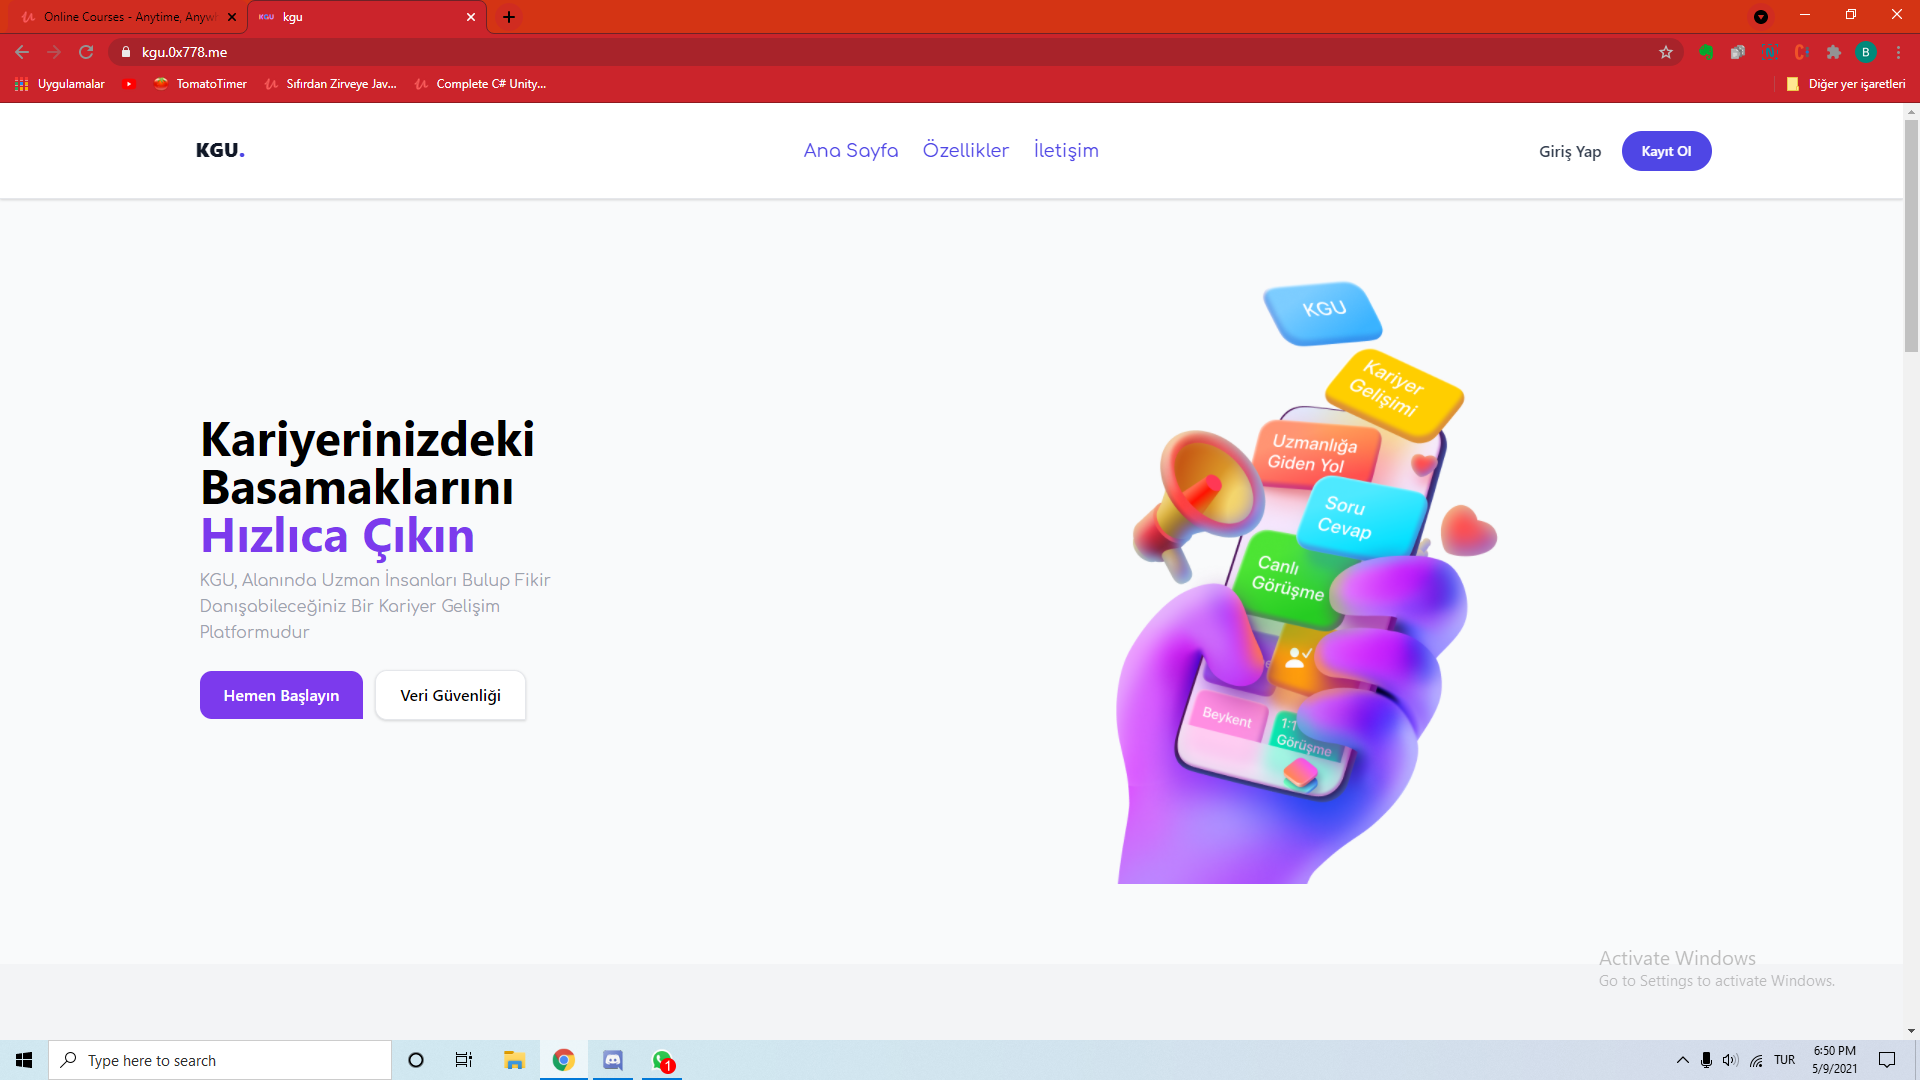 Online Courses - Anytime, Anyw
kgu
kgu.0x778.me
B
Uygulamalar
TomatoTimer
Sıfırdan Zirveye Jav...
Complete C# Unity...
Diğer yer işaretleri
KGU.
Ana Sayfa
Özellikler
İletişim
Giriş Yap
Kayıt Ol
KGU
Kariyer
Gelişimi
Uzmanlığa
Giden Yol
Soru
Cevap
Canlı
Görüşme
Beykent
1:1
Görüşme
Kariyerinizdeki
Basamaklarını
Hızlıca Çıkın
KGU, Alanında Uzman İnsanları Bulup Fikir
Danışabileceğiniz Bir Kariyer Gelişim
Platformudur
Hemen Başlayın
Veri Güvenliği
Activate Windows
Go to Settings to activate Windows.
Type here to search
1
TUR
6:50 PM
5/9/2021